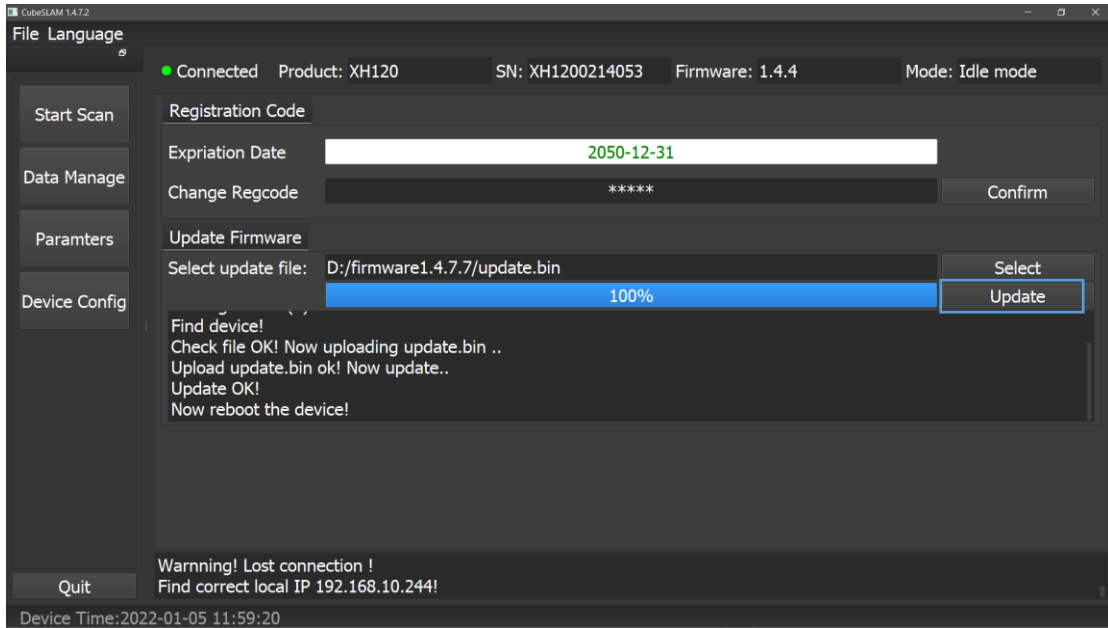 CubeSLAM 1.4.7.2
File Language
Connected Product: XH120 SN: XH1200214053 Firmware: 1.4.4 Mode: Idle mode
Start Scan
Data Manage
Paramters
Device Config
Quit
Registration Code
Expriation Date 2050-12-31
Change Regcode ***** Confirm
Update Firmware
Select update file: D:/firmware1.4.7.7/update.bin Select
100% Update
Find device!
Check file OK! Now uploading update.bin ..
Upload update.bin ok! Now update..
Update OK!
Now reboot the device!
Warnning! Lost connection !
Find correct local IP 192.168.10.244!
Device Time:2022-01-05 11:59:20